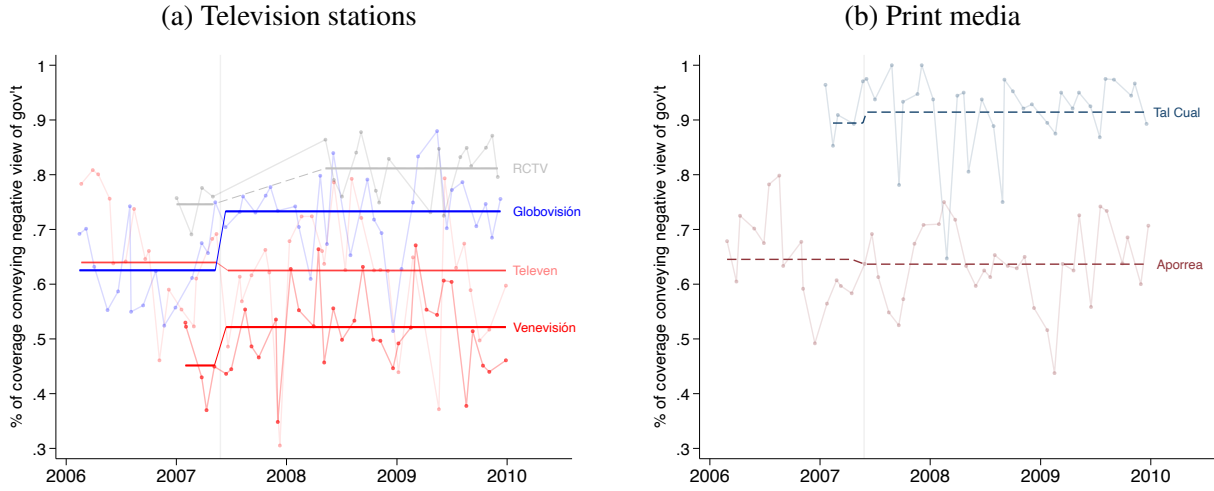 (a) Television stations
% of coverage conveying negative view of gov't
1
.9
.8
.7
.6
.5
.4
.3
RCTV
Globovisión
Televen
Venevisión
2006 2007 2008 2009 2010
(b) Print media
% of coverage conveying negative view of gov't
1
.9
.8
.7
.6
.5
.4
.3
Tal Cual
Aporrea
2006 2007 2008 2009 2010